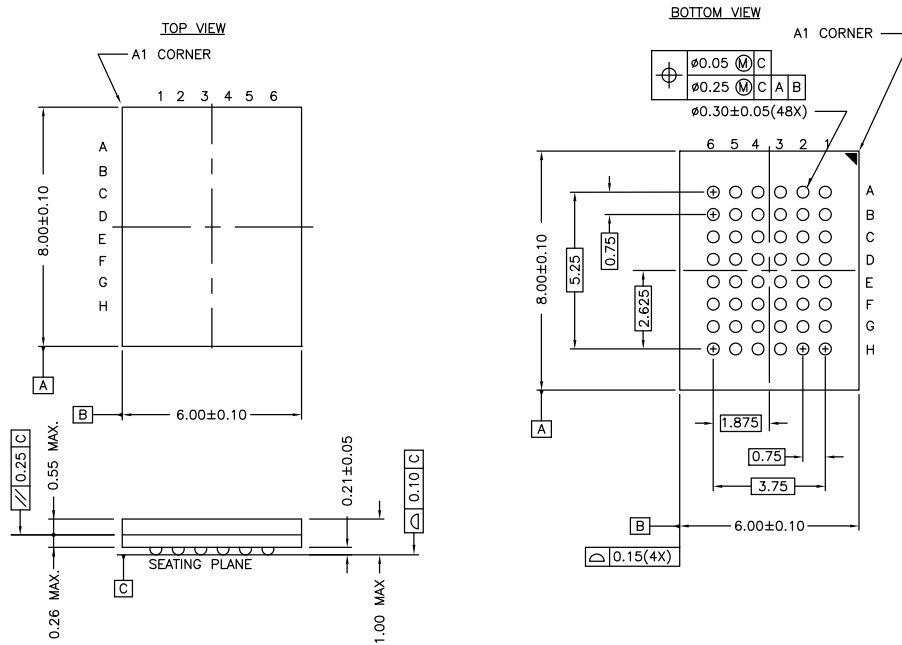 TOP VIEW
A1 CORNER
1 2 3 4 5 6
A
B
C
D
E
F
G
H
8.00±0.10
A
B
6.00±0.10
BOTTOM VIEW
A1 CORNER
ø0.05 Ⓜ C
ø0.25 Ⓜ C A B
ø0.30±0.05(48X)
6 5 4 3 2 1
A
B
C
D
E
F
G
H
8.00±0.10
5.25
0.75
2.625
A
1.875
0.75
3.75
B
6.00±0.10
⌓ 0.15(4X)
// 0.25 C
0.55 MAX.
0.21±0.05
⌓ 0.10 C
SEATING PLANE
C
0.26 MAX.
1.00 MAX